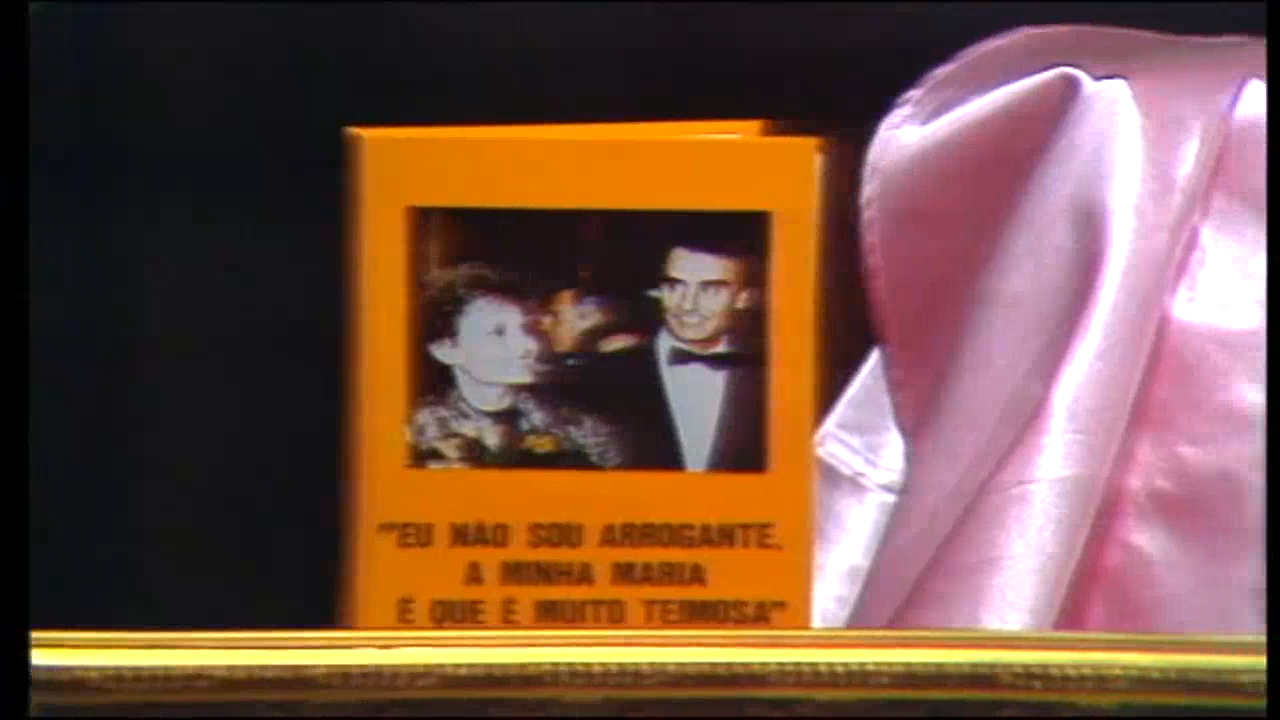 "EU NÃO SOU ARROGANTE,
A MINHA MARIA
É QUE É MUITO TEIMOSA"